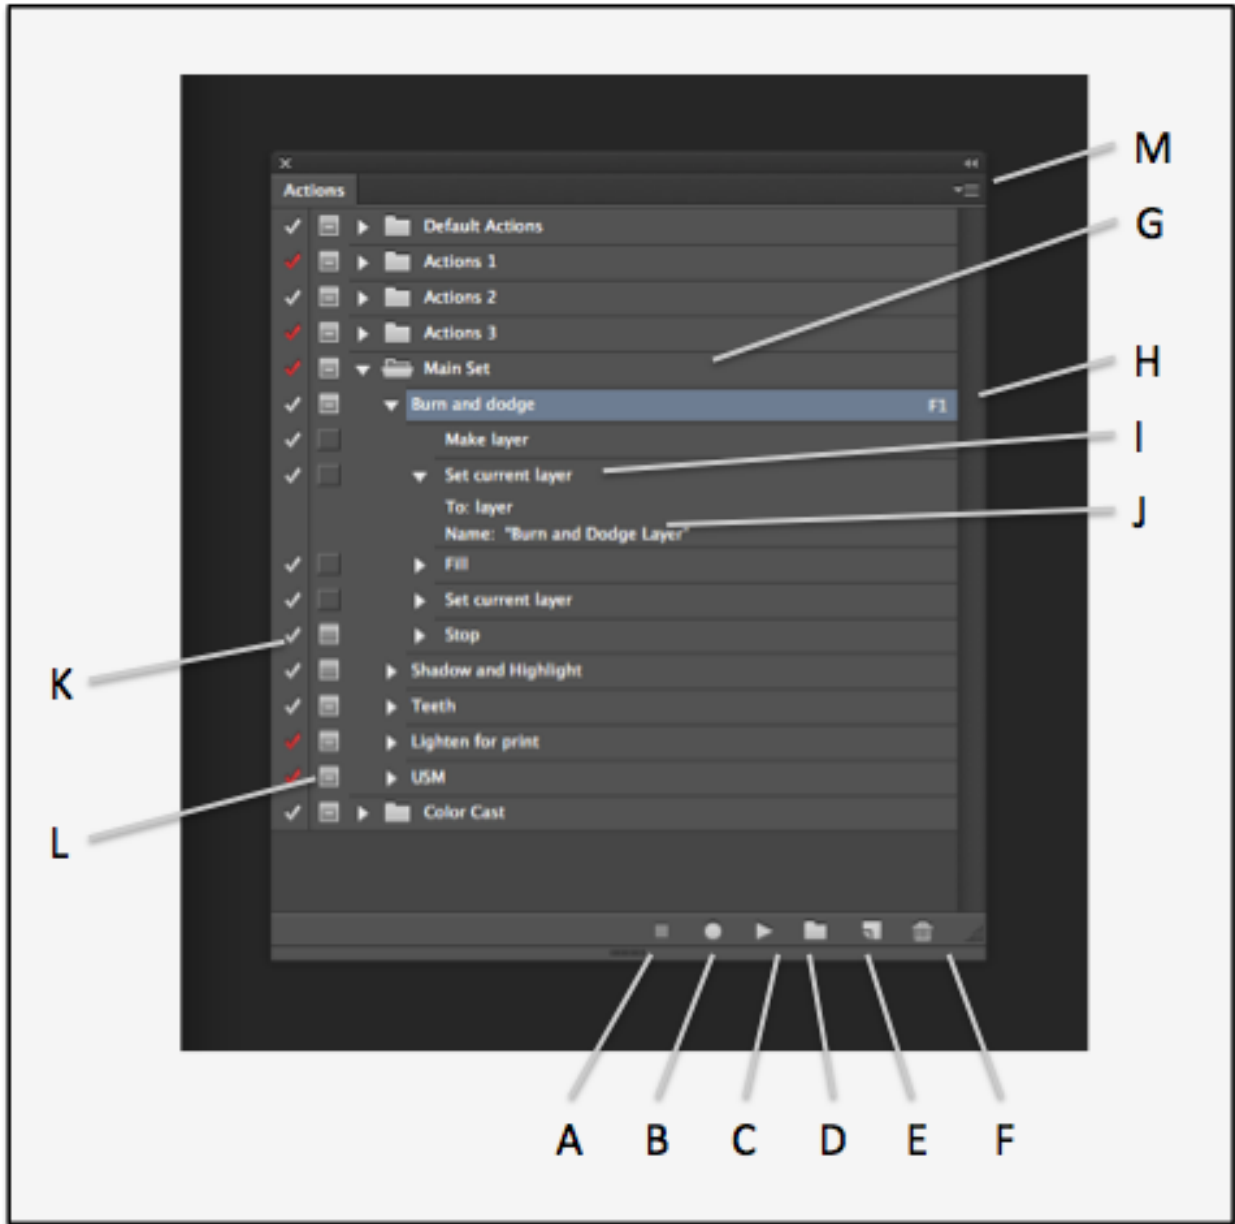 M
Actions
Default Actions
G
Actions 1
Actions 2
Actions 3
Main Set
H
Burn and dodge F1
Make layer
I
Set current layer
To: layer
J
Name: "Burn and Dodge Layer"
Fill
Set current layer
Stop
K
Shadow and Highlight
Teeth
Lighten for print
USM
Color Cast
L
A B C D E F